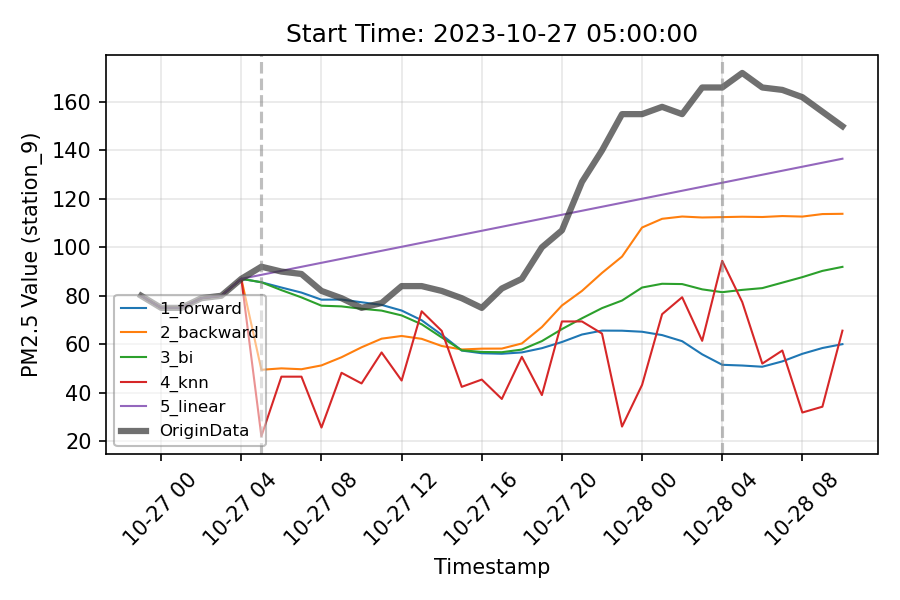 Start Time: 2023-10-27 05:00:00
PM2.5 Value (station_9)
160
140
120
100
80
60
40
20
1_forward
2_backward
3_bi
4_knn
5_linear
OriginData
10-27 00
10-27 04
10-27 08
10-27 12
10-27 16
10-27 20
10-28 00
10-28 04
10-28 08
Timestamp